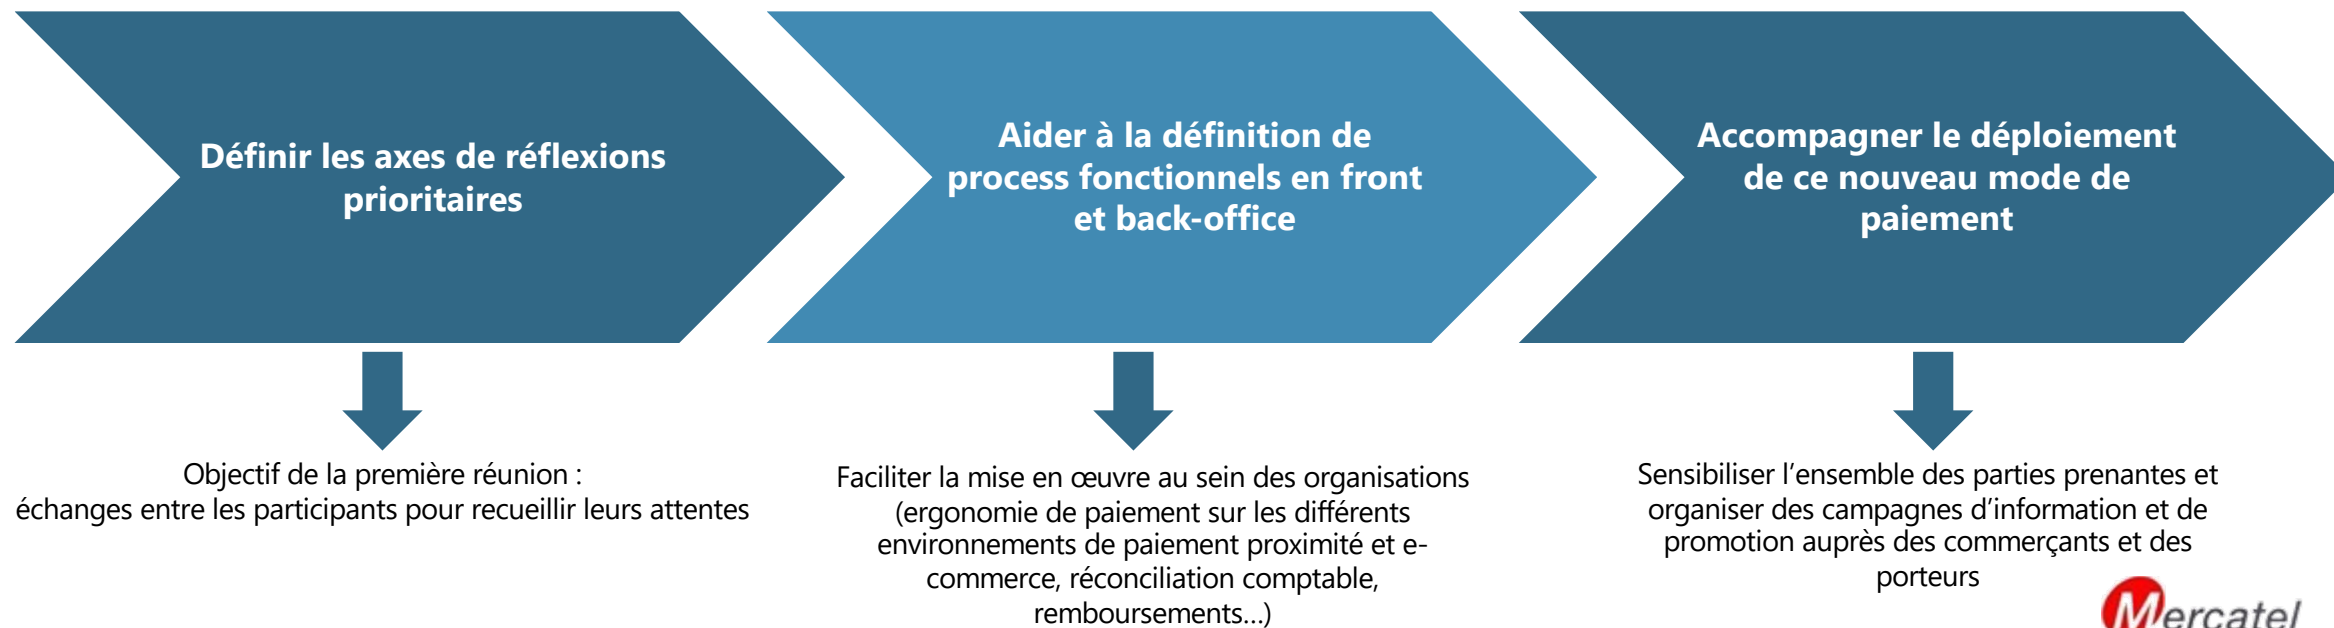 Définir les axes de réflexions
prioritaires
Objectif de la première réunion :
échanges entre les participants pour recueillir leurs attentes
Aider à la définition de
process fonctionnels en front
et back-office
Faciliter la mise en œuvre au sein des organisations
(ergonomie de paiement sur les différents
environnements de paiement proximité et e-
commerce, réconciliation comptable,
remboursements…)
Accompagner le déploiement
de ce nouveau mode de
paiement
Sensibiliser l’ensemble des parties prenantes et
organiser des campagnes d’information et de
promotion auprès des commerçants et des
porteurs
Mercatel